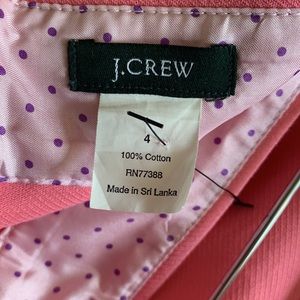 J.CREW
4
100% Cotton
RN77388
Made in Sri Lanka